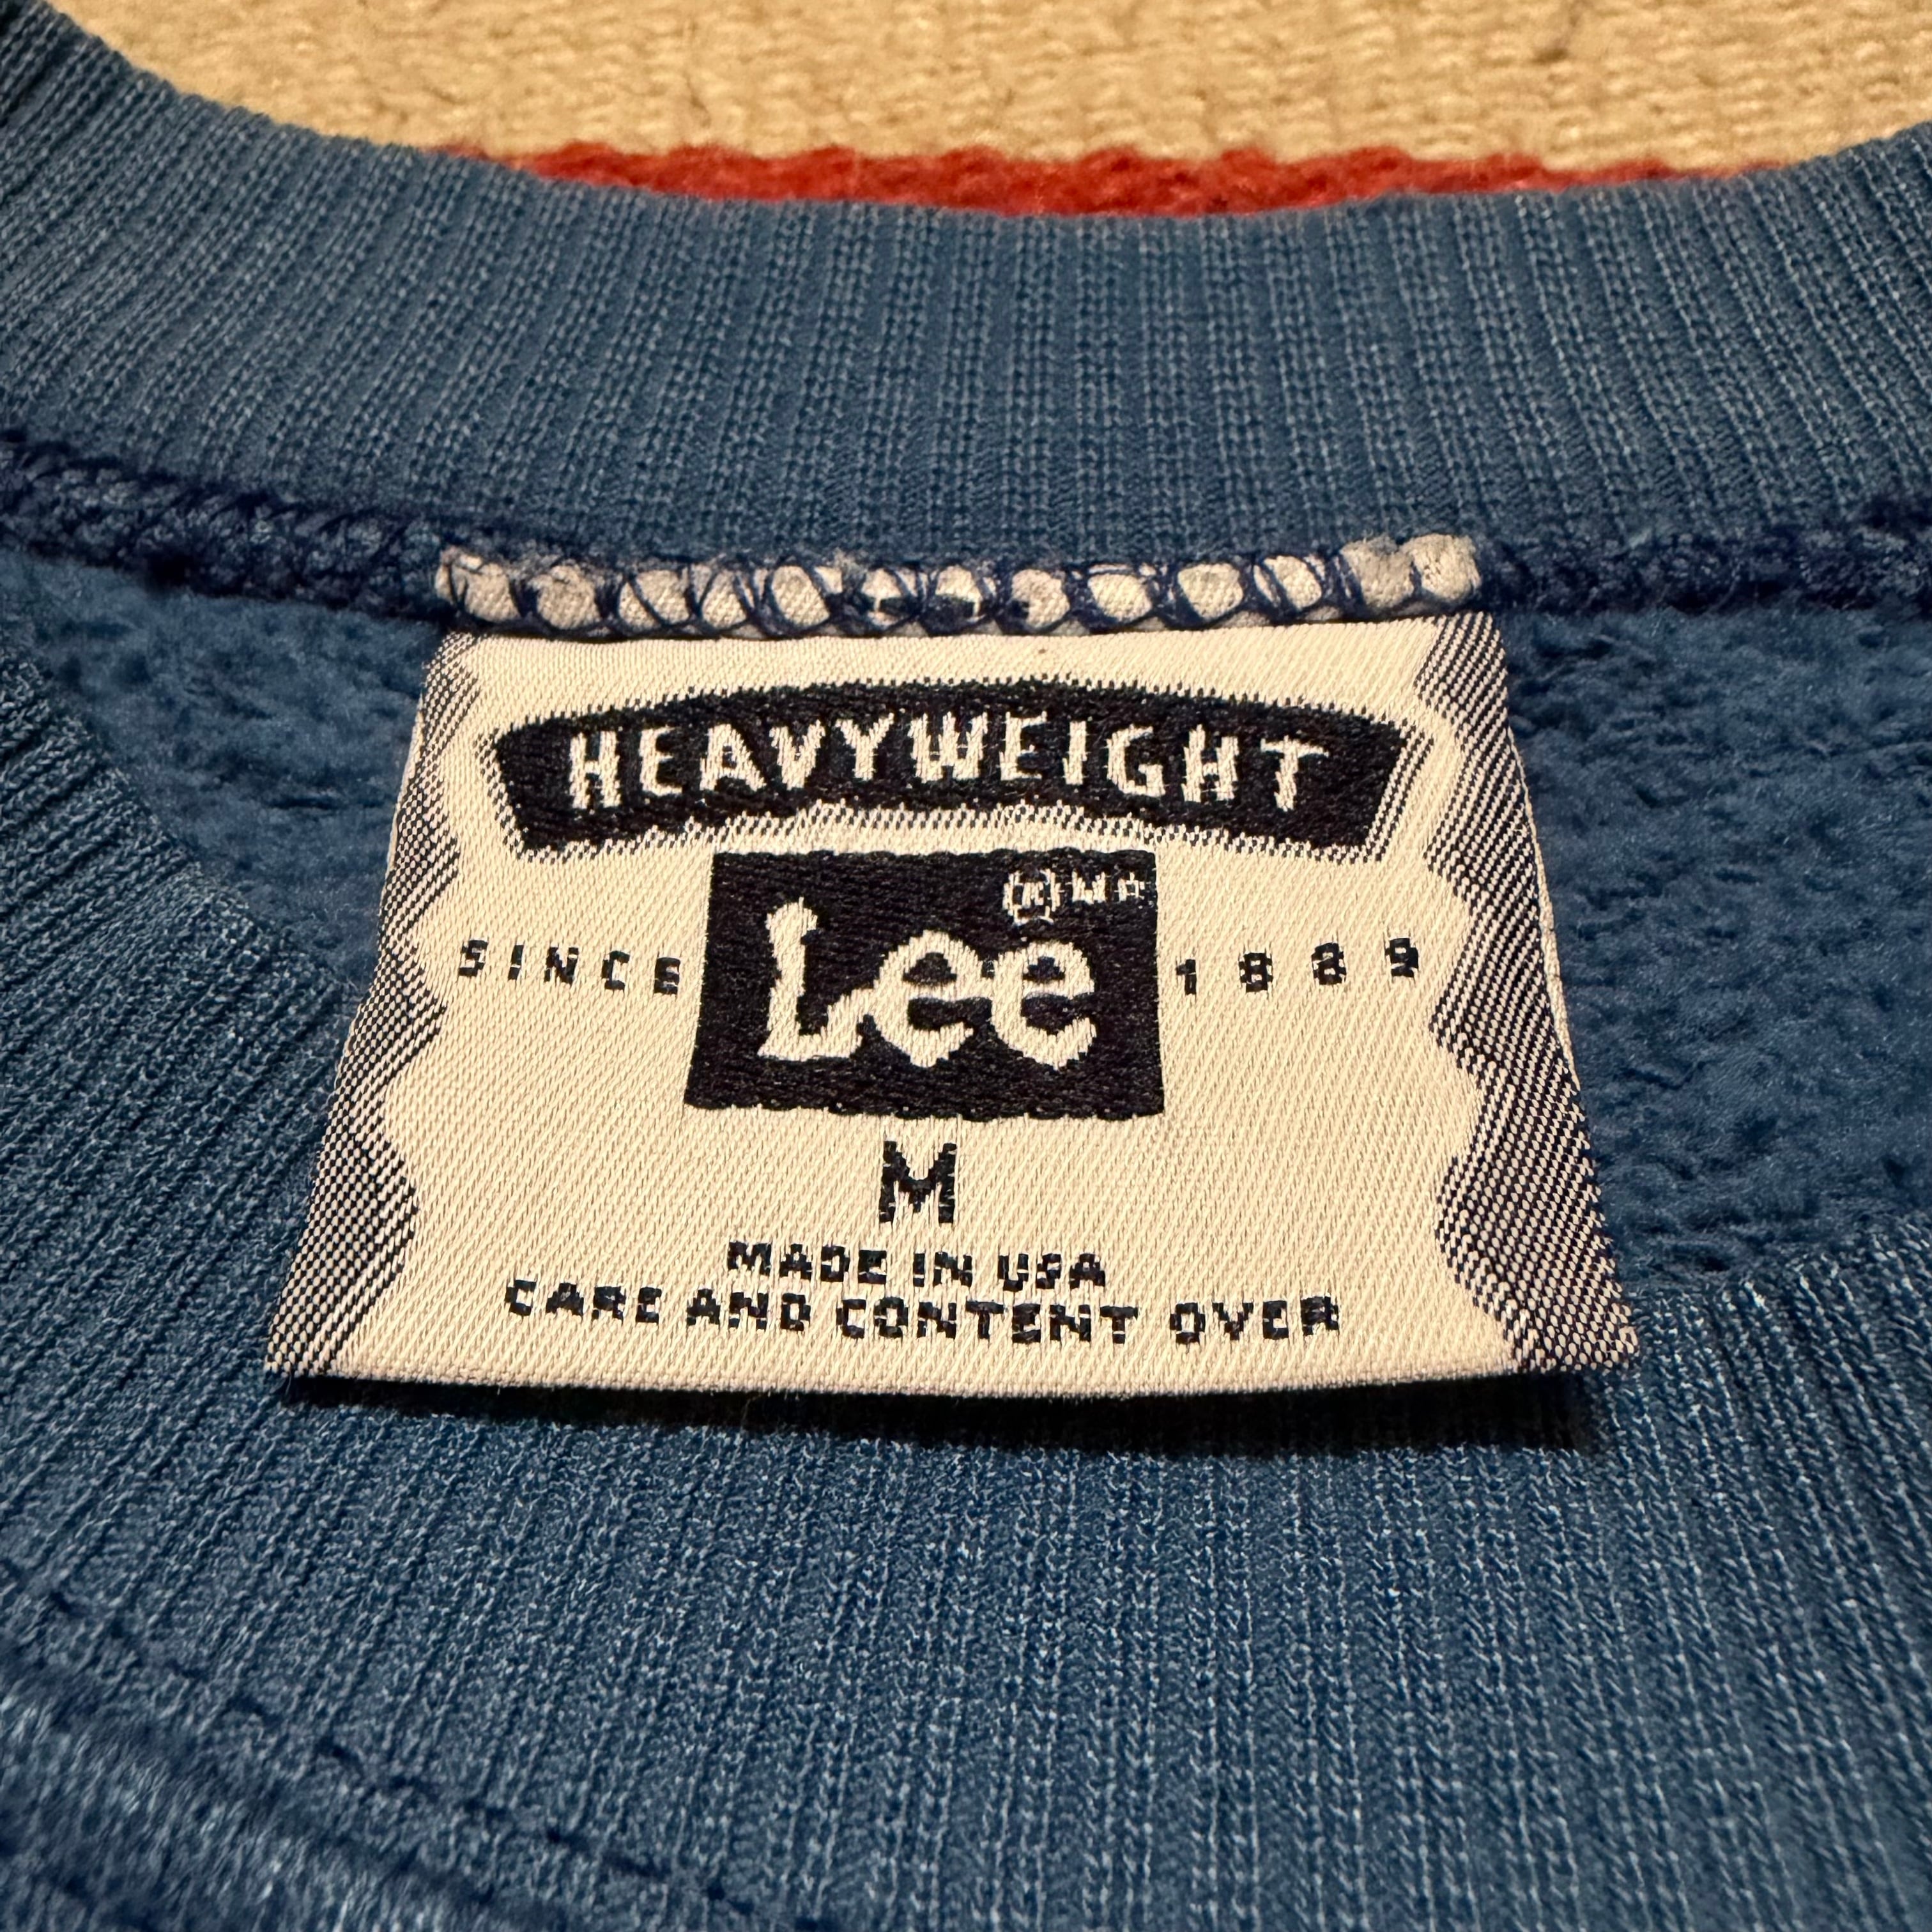 HEAVYWEIGHT
® M R
SINCE Lee 1889
M
MADE IN USA
CARE AND CONTENT OVER